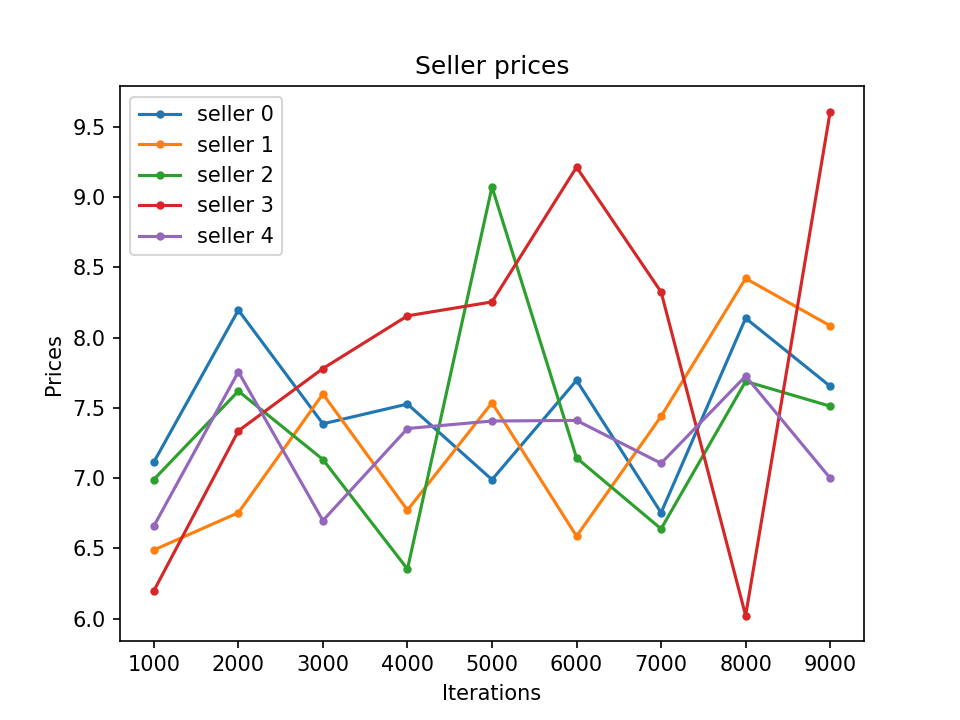 Seller prices
seller 0
seller 1
seller 2
seller 3
seller 4
Prices
9.5
9.0
8.5
8.0
7.5
7.0
6.5
6.0
1000 2000 3000 4000 5000 6000 7000 8000 9000
Iterations